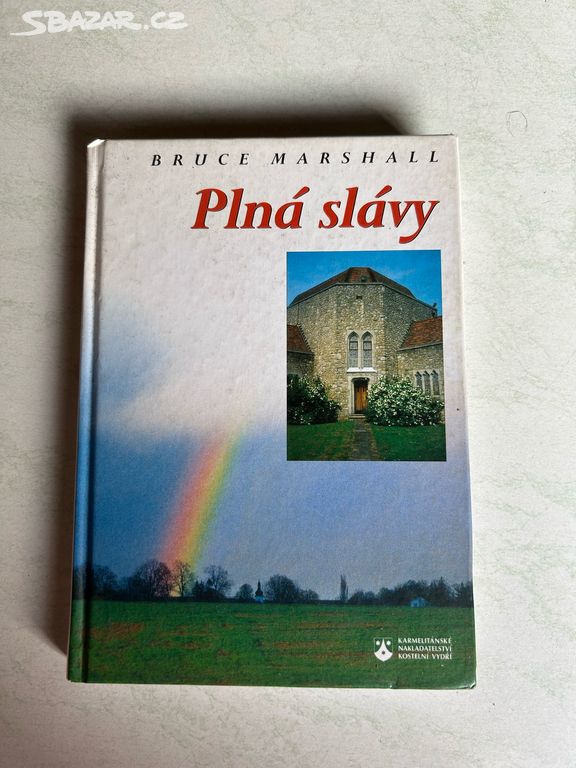 SBAZAR.CZ
BRUCE MARSHALL
Plná slávy
KARMELITÁNSKÉ
NAKLADATELSTVÍ
KOSTELNÍ VYDŘÍ